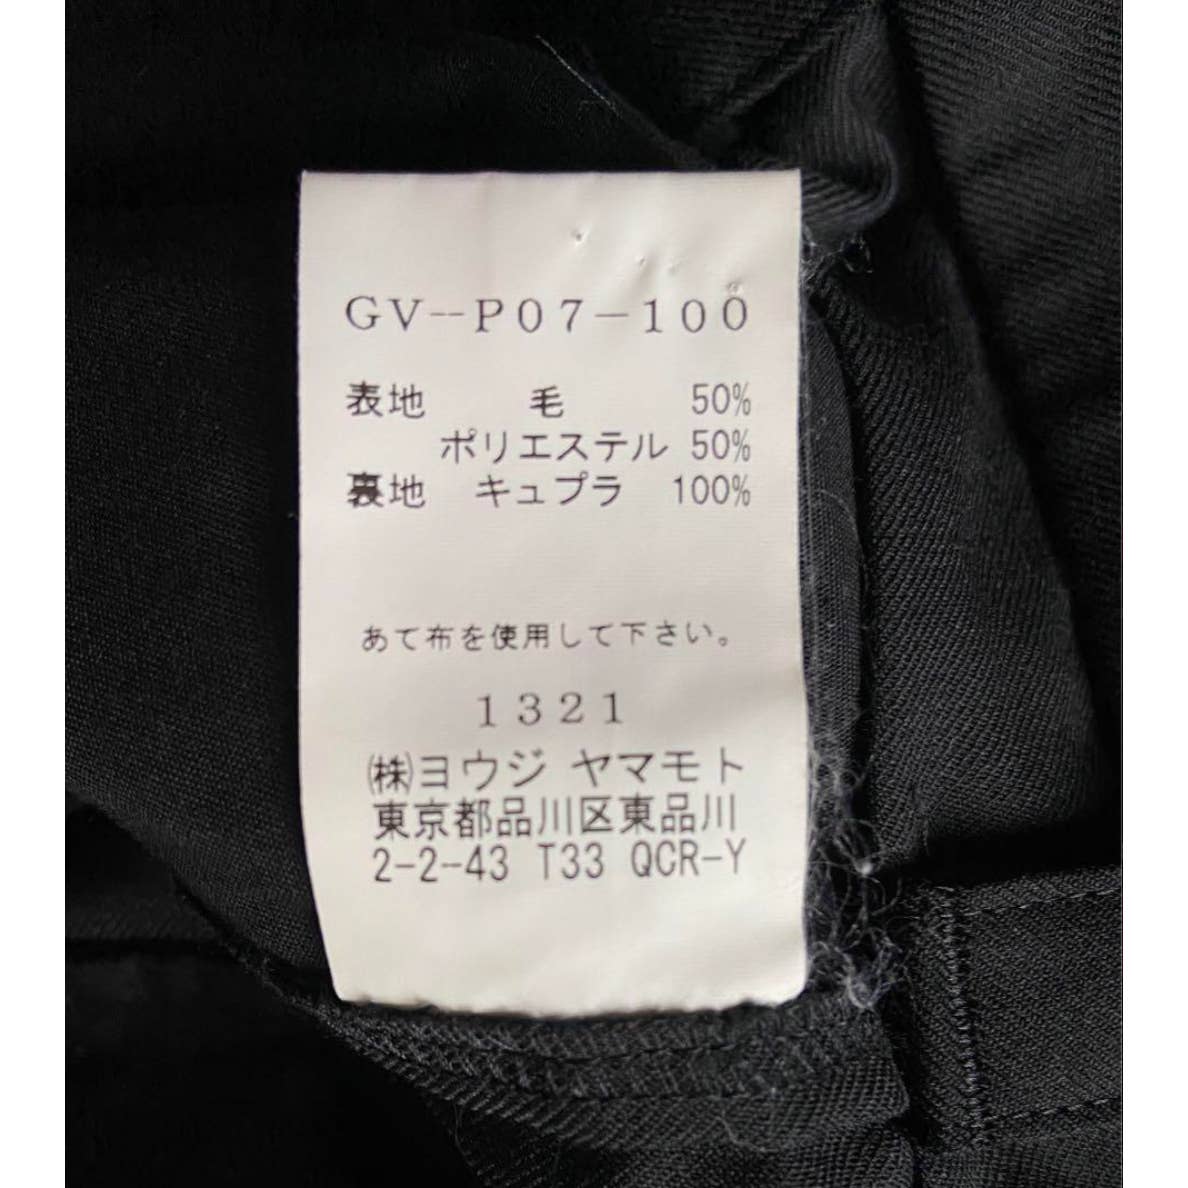 GV--P07-100
表地 毛 50%
ポリエステル 50%
裏地 キュプラ 100%
あて布を使用して下さい。
1321
㈱ヨウジ ヤマモト
東京都品川区東品川
2-2-43 T33 QCR-Y